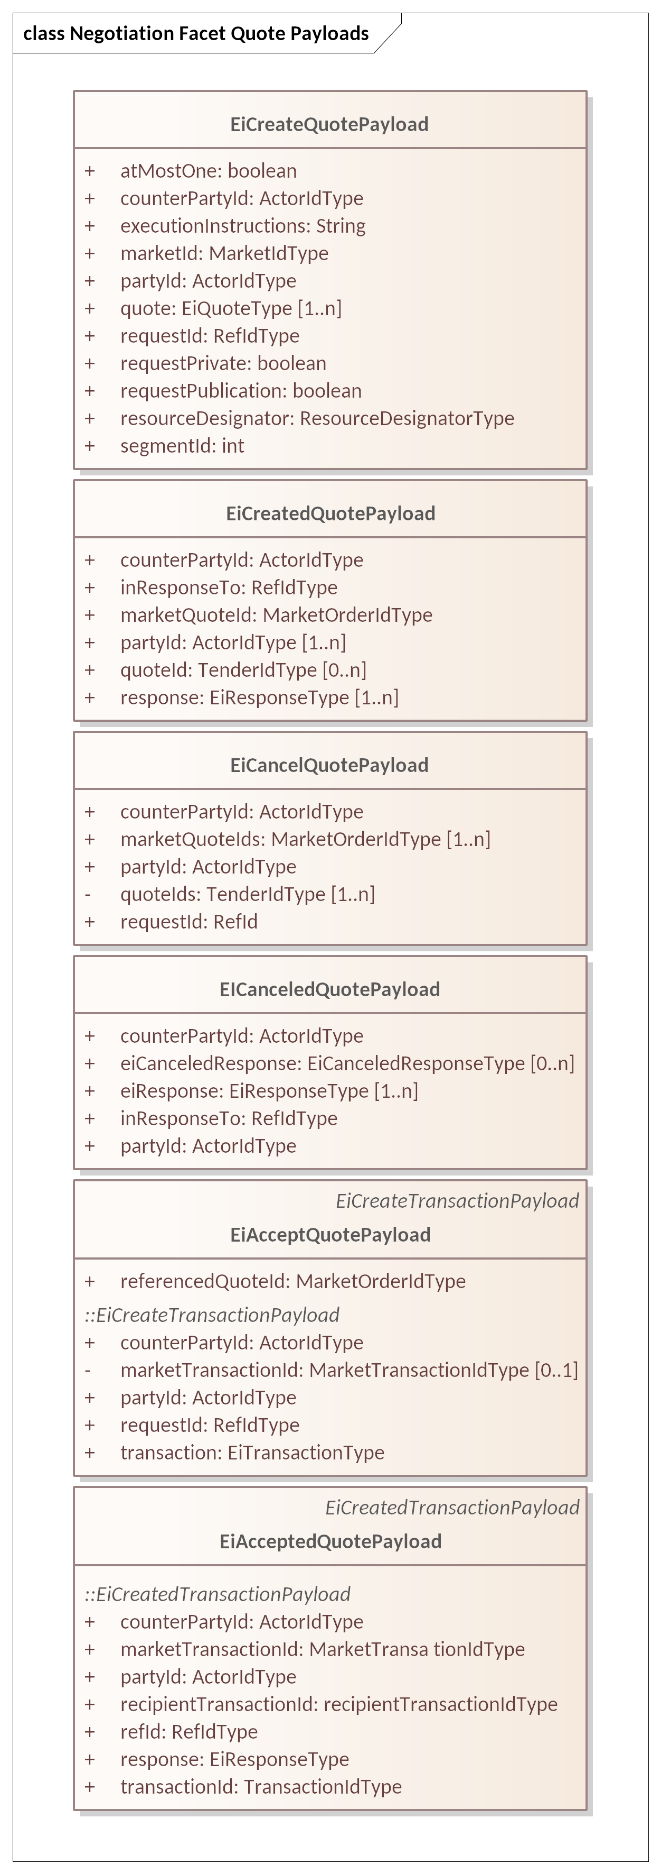 class Negotiation Facet Quote Payloads
EiCreateQuotePayload
+ atMostOne: boolean
+ counterPartyId: ActorIdType
+ executionInstructions: String
+ marketId: MarketIdType
+ partyId: ActorIdType
+ quote: EiQuoteType [1..n]
+ requestId: RefIdType
+ requestPrivate: boolean
+ requestPublication: boolean
+ resourceDesignator: ResourceDesignatorType
+ segmentId: int
EiCreatedQuotePayload
+ counterPartyId: ActorIdType
+ inResponseTo: RefIdType
+ marketQuoteId: MarketOrderIdType
+ partyId: ActorIdType [1..n]
+ quoteId: TenderIdType [0..n]
+ response: EiResponseType [1..n]
EiCancelQuotePayload
+ counterPartyId: ActorIdType
+ marketQuoteIds: MarketOrderIdType [1..n]
+ partyId: ActorIdType
- quoteIds: TenderIdType [1..n]
+ requestId: RefId
EICanceledQuotePayload
+ counterPartyId: ActorIdType
+ eiCanceledResponse: EiCanceledResponseType [0..n]
+ eiResponse: EiResponseType [1..n]
+ inResponseTo: RefIdType
+ partyId: ActorIdType
EiCreateTransactionPayload
EiAcceptQuotePayload
+ referencedQuoteId: MarketOrderIdType
::EiCreateTransactionPayload
+ counterPartyId: ActorIdType
- marketTransactionId: MarketTransactionIdType [0..1]
+ partyId: ActorIdType
+ requestId: RefIdType
+ transaction: EiTransactionType
EiCreatedTransactionPayload
EiAcceptedQuotePayload
::EiCreatedTransactionPayload
+ counterPartyId: ActorIdType
+ marketTransactionId: MarketTransa tionIdType
+ partyId: ActorIdType
+ recipientTransactionId: recipientTransactionIdType
+ refId: RefIdType
+ response: EiResponseType
+ transactionId: TransactionIdType